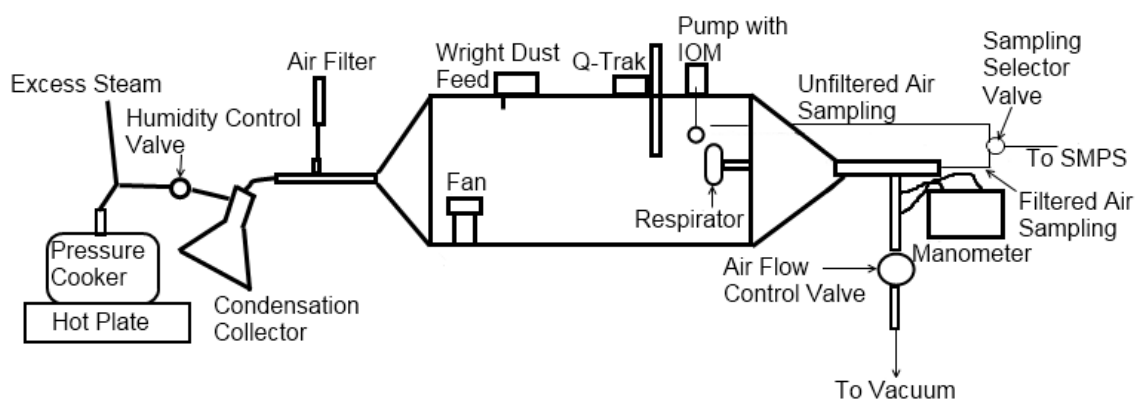 Excess Steam
Humidity Control
Valve
Air Filter
Wright Dust
Feed
Q-Trak
Pump with
IOM
Unfiltered Air
Sampling
Sampling
Selector
Valve
To SMPS
Filtered Air
Sampling
Manometer
Respirator
Fan
Pressure
Cooker
Hot Plate
Condensation
Collector
Air Flow
Control Valve
To Vacuum